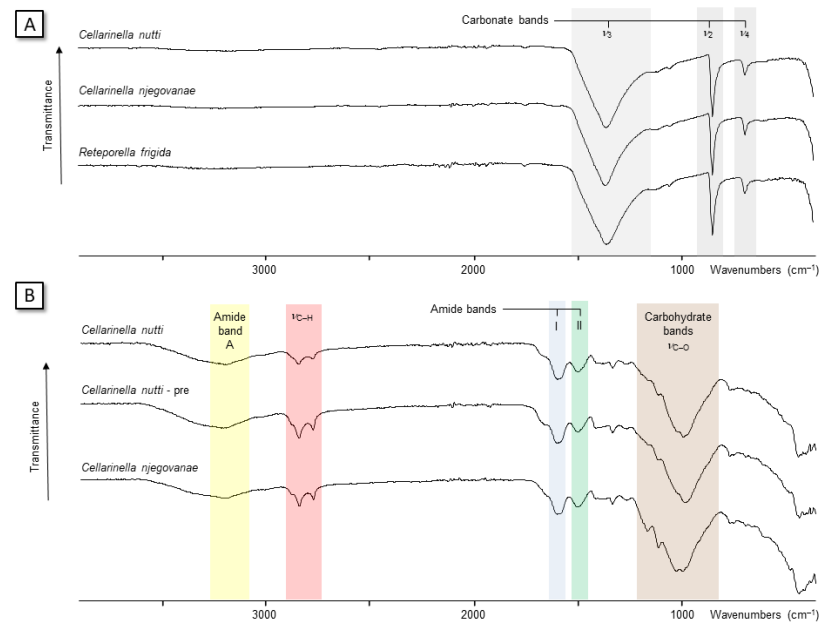 A
Carbonate bands
Cellarinella nutti
ν3
ν2
ν4
Cellarinella njegovanae
Transmittance
Reteporella frigida
3000
2000
1000
Wavenumbers (cm⁻¹)
B
Cellarinella nutti
Amide
band
A
νC–H
Amide bands
I
II
Carbohydrate
bands
νC–O
Cellarinella nutti - pre
Transmittance
Cellarinella njegovanae
3000
2000
1000
Wavenumbers (cm⁻¹)